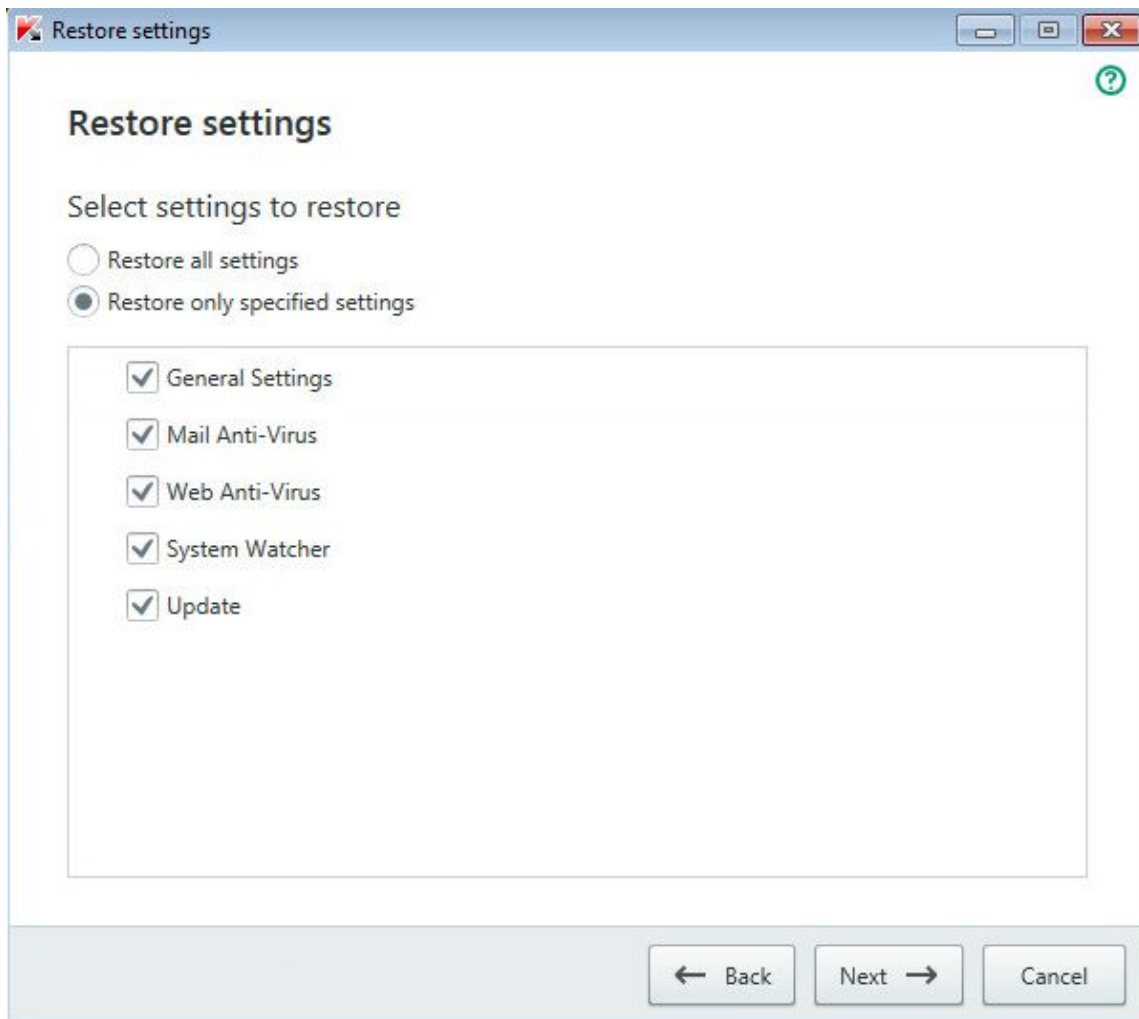 Restore settings
Restore settings
Select settings to restore
Restore all settings
Restore only specified settings
General Settings
Mail Anti-Virus
Web Anti-Virus
System Watcher
Update
← Back Next → Cancel